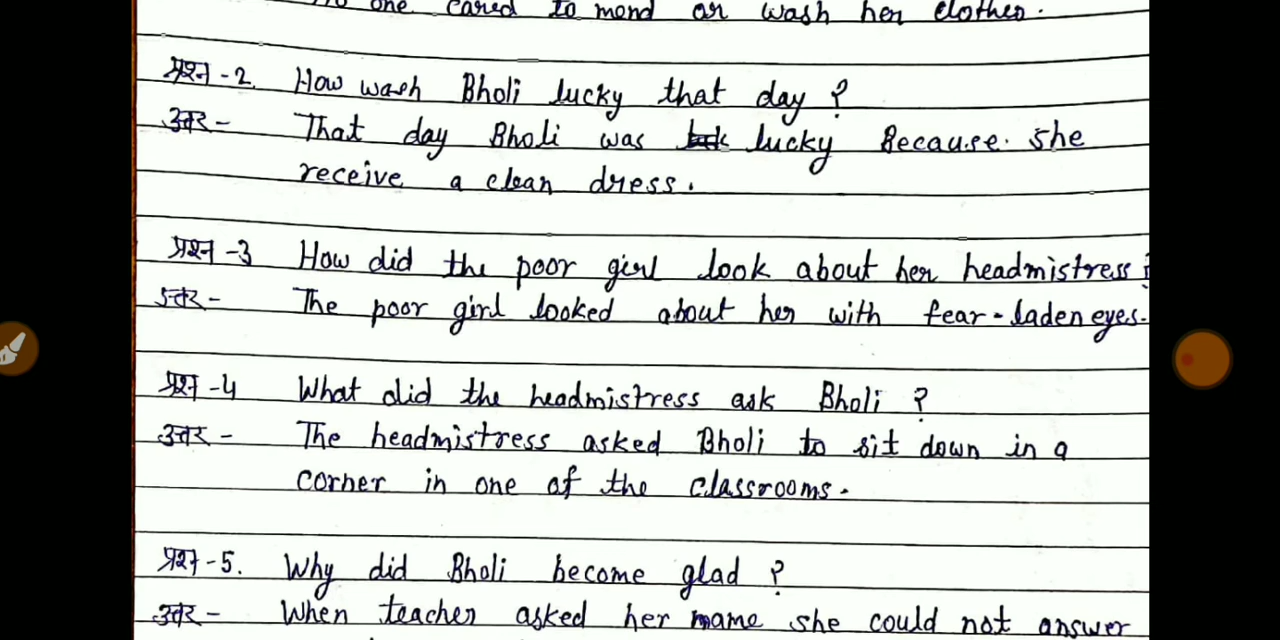 no one cared to mend or wash her clothes.
प्रश्न -2. How wash Bholi lucky that day ?
उत्तर - That day Bholi was lucky Because. she
receive a clean dress.
प्रश्न -3 How did the poor girl look about her headmistress ?
उत्तर - The poor girl looked about her with fear-laden eyes.
प्रश्न -4 What did the headmistress ask Bholi ?
उत्तर - The headmistress asked Bholi to sit down in a
corner in one of the classrooms.
प्रश्न -5. Why did Bholi become glad ?
उत्तर - When teacher asked her name she could not answer